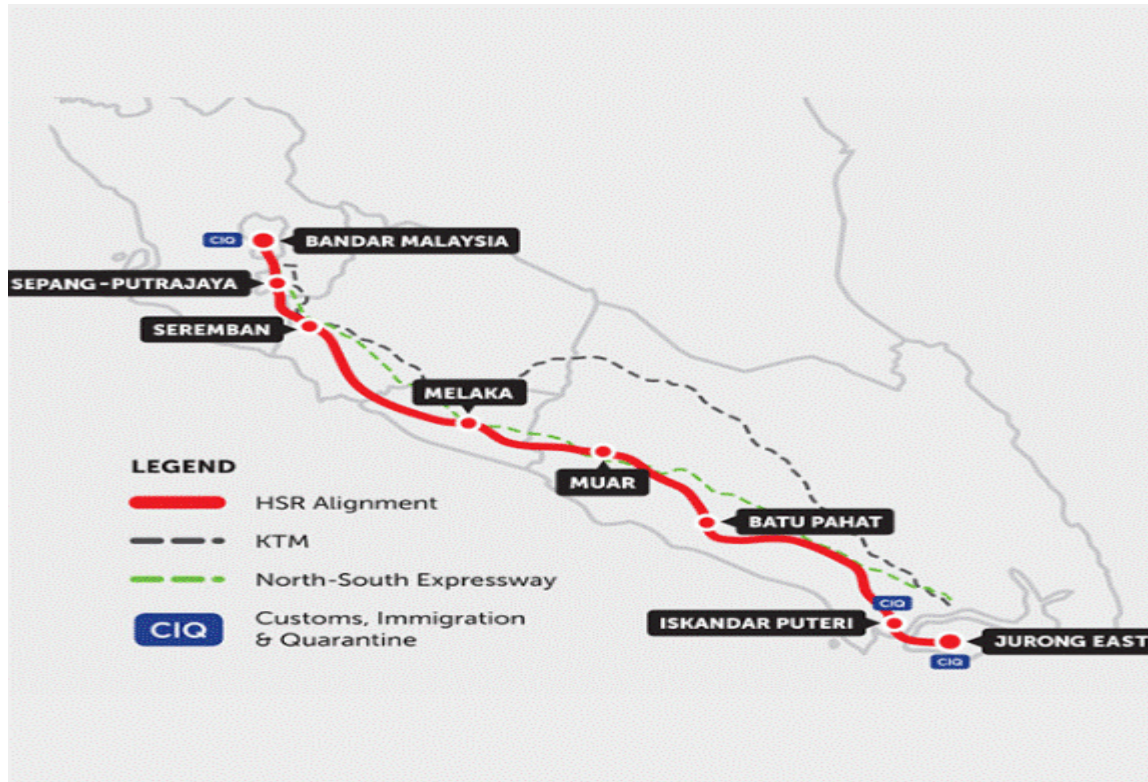 CIQ
BANDAR MALAYSIA
SEPANG-PUTRAJAYA
SEREMBAN
MELAKA
MUAR
BATU PAHAT
CIQ
ISKANDAR PUTERI
JURONG EAST
CIQ
LEGEND
HSR Alignment
KTM
North-South Expressway
CIQ
Customs, Immigration
& Quarantine